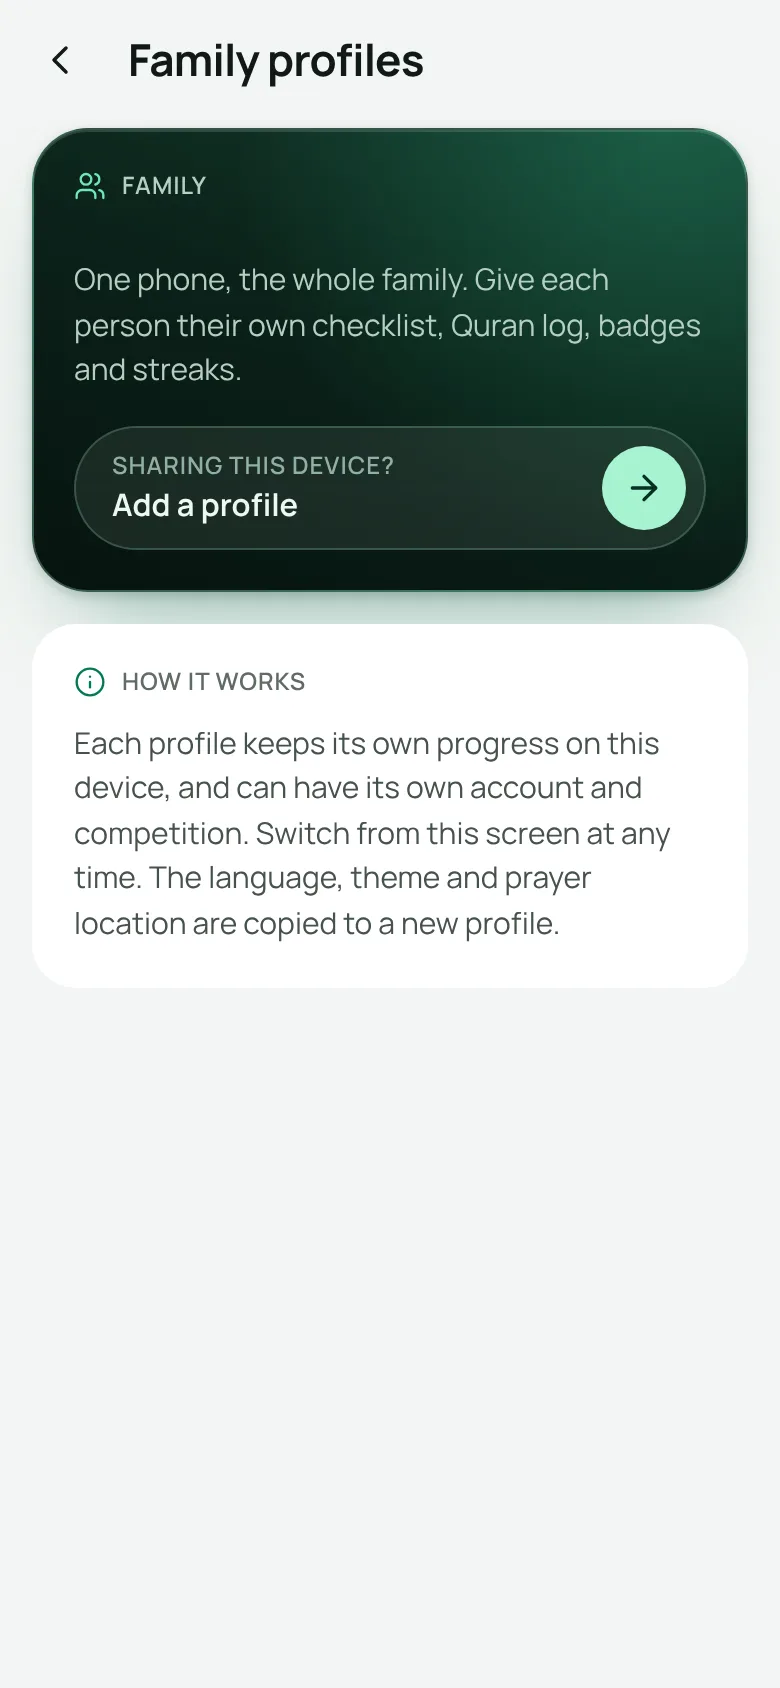 Family profiles
FAMILY
One phone, the whole family. Give each
person their own checklist, Quran log, badges
and streaks.
SHARING THIS DEVICE?
Add a profile
HOW IT WORKS
Each profile keeps its own progress on this
device, and can have its own account and
competition. Switch from this screen at any
time. The language, theme and prayer
location are copied to a new profile.